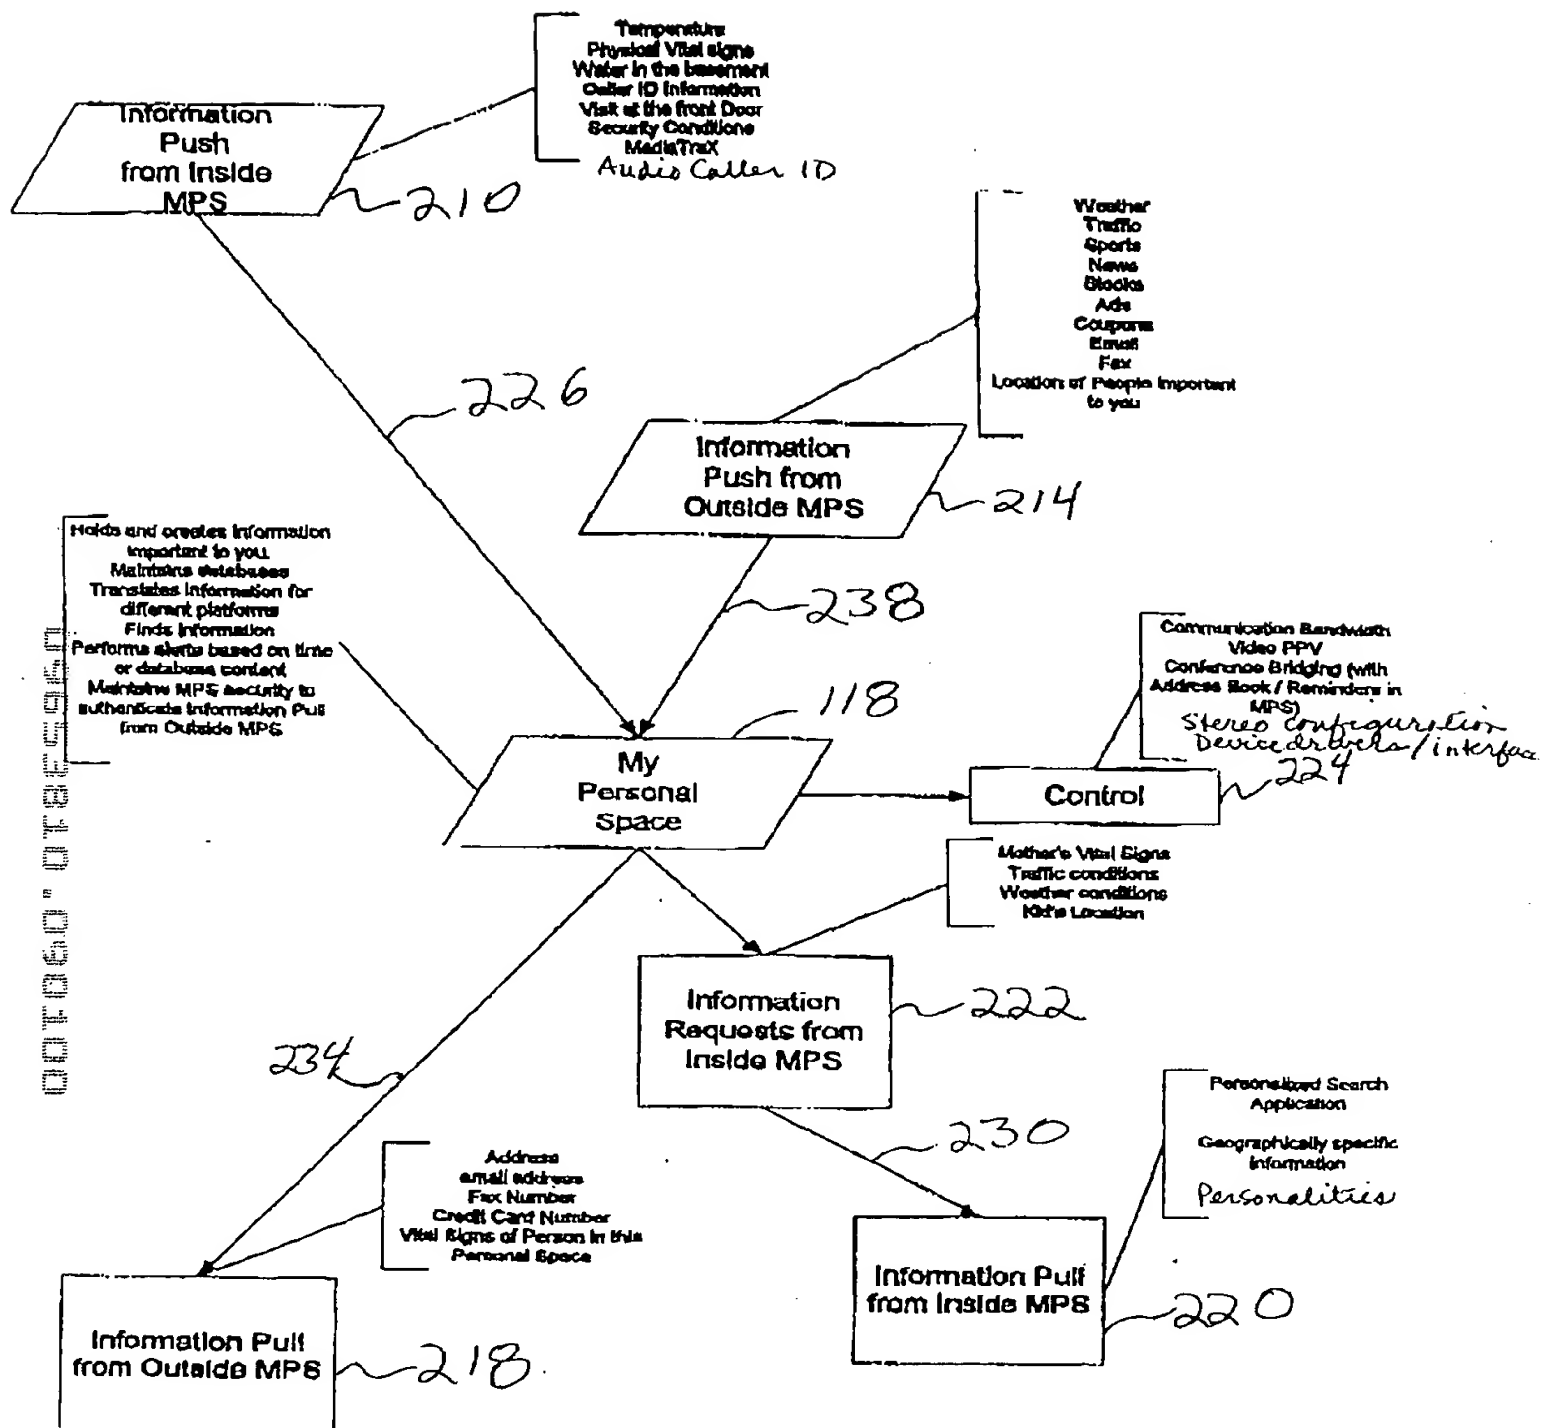 Temperature
Physical Vital signs
Water in the basement
Caller ID Information
Visit at the front Door
Security Conditions
MediaTraX
Audio Caller ID
Information
Push
from Inside
MPS
210
Weather
Traffic
Sports
News
Stocks
Ads
Coupons
Email
Fax
Location of People Important
to you
226
Information
Push from
Outside MPS
214
Holds and creates information
important to you
Maintains databases
Translates information for
different platforms
Finds information
Performs alerts based on time
or database content
Maintains MPS security to
authenticate Information Pull
from Outside MPS
238
Communication Bandwidth
Video PPV
Conference Bridging (with
Address Book / Reminders in
MPS)
Stereo configuration
Device drivers / interface
118
My
Personal
Space
Control
224
Mother's Vital Signs
Traffic conditions
Weather conditions
Kid's Location
Information
Requests from
Inside MPS
222
234
230
Personalized Search
Application
Geographically specific
information
Personalities
Address
email address
Fax Number
Credit Card Number
Vital Signs of Person in this
Personal Space
Information Pull
from Inside MPS
220
Information Pull
from Outside MPS
218